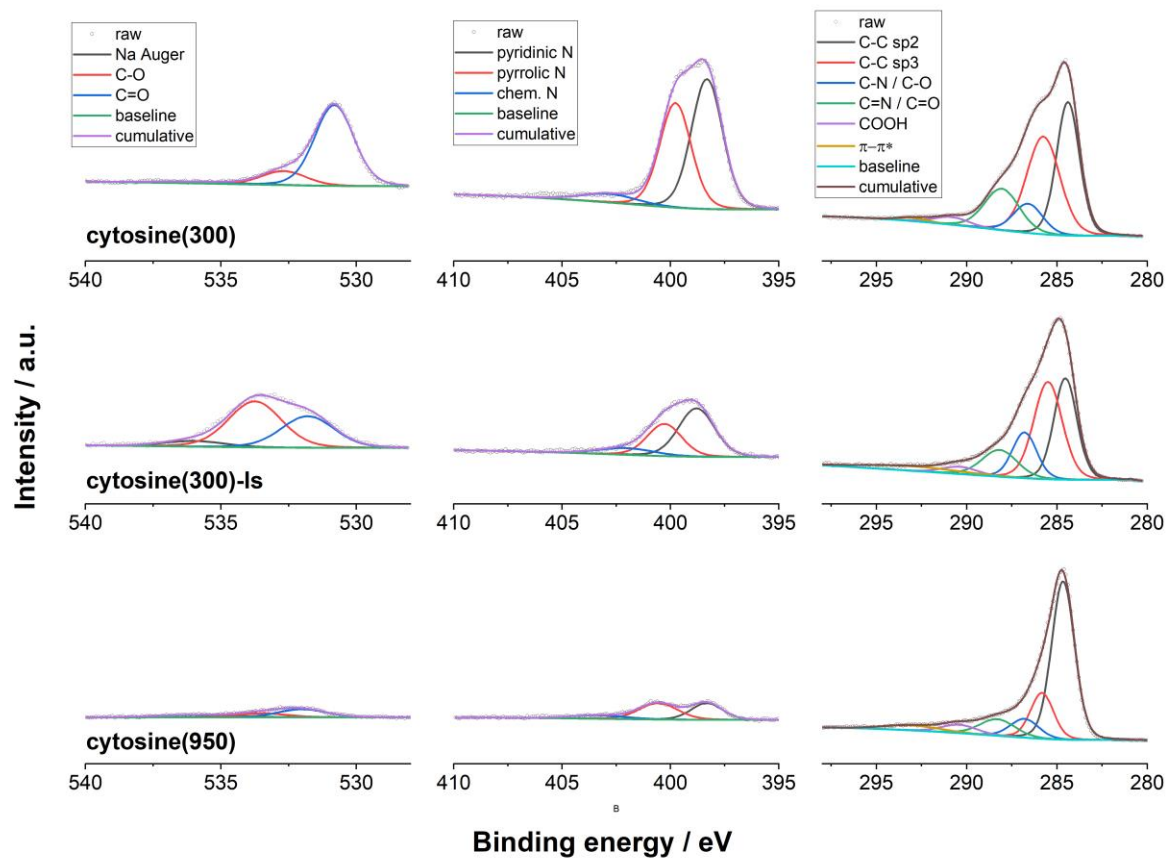 raw
Na Auger
C-O
C=O
baseline
cumulative
raw
pyridinic N
pyrrolic N
chem. N
baseline
cumulative
raw
C-C sp2
C-C sp3
C-N / C-O
C=N / C=O
COOH
π-π*
baseline
cumulative
cytosine(300)
540 535 530
410 405 400 395
295 290 285 280
Intensity / a.u.
cytosine(300)-ls
540 535 530
410 405 400 395
295 290 285 280
cytosine(950)
540 535 530
410 405 400 395
295 290 285 280
B
Binding energy / eV